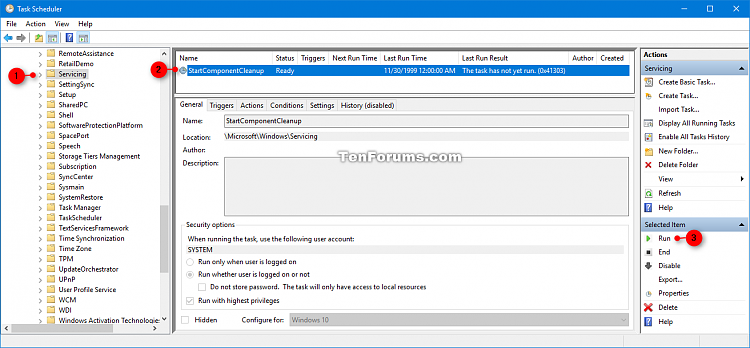 Task Scheduler
File Action View Help
RemoteAssistance
RetailDemo
1 Servicing
SettingSync
Setup
SharedPC
Shell
SoftwareProtectionPlatform
SpacePort
Speech
Storage Tiers Management
Subscription
SyncCenter
Sysmain
SystemRestore
Task Manager
TaskScheduler
TextServicesFramework
Time Synchronization
Time Zone
TPM
UpdateOrchestrator
UPnP
User Profile Service
WCM
WDI
Windows Activation Technologies
Name Status Triggers Next Run Time Last Run Time Last Run Result Author Created
2 StartComponentCleanup Ready 11/30/1999 12:00:00 AM The task has not yet run. (0x41303)
General Triggers Actions Conditions Settings History (disabled)
Name: StartComponentCleanup
Location: \Microsoft\Windows\Servicing
Author:
TenForums.com
Description:
Security options
When running the task, use the following user account:
SYSTEM
Run only when user is logged on
Run whether user is logged on or not
Do not store password. The task will only have access to local resources
Run with highest privileges
Hidden Configure for: Windows 10
Actions
Servicing
Create Basic Task...
Create Task...
Import Task...
Display All Running Tasks
Enable All Tasks History
New Folder...
Delete Folder
View
Refresh
Help
Selected Item
Run 3
End
Disable
Export...
Properties
Delete
Help